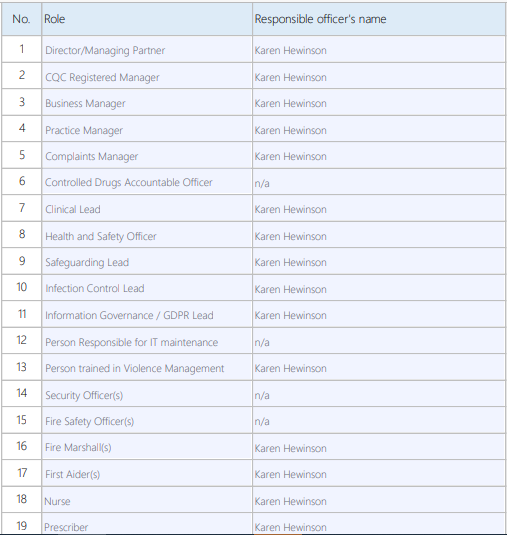 No. Role Responsible officer's name
1 Director/Managing Partner Karen Hewinson
2 CQC Registered Manager Karen Hewinson
3 Business Manager Karen Hewinson
4 Practice Manager Karen Hewinson
5 Complaints Manager Karen Hewinson
6 Controlled Drugs Accountable Officer n/a
7 Clinical Lead Karen Hewinson
8 Health and Safety Officer Karen Hewinson
9 Safeguarding Lead Karen Hewinson
10 Infection Control Lead Karen Hewinson
11 Information Governance / GDPR Lead Karen Hewinson
12 Person Responsible for IT maintenance n/a
13 Person trained in Violence Management Karen Hewinson
14 Security Officer(s) n/a
15 Fire Safety Officer(s) n/a
16 Fire Marshall(s) Karen Hewinson
17 First Aider(s) Karen Hewinson
18 Nurse Karen Hewinson
19 Prescriber Karen Hewinson